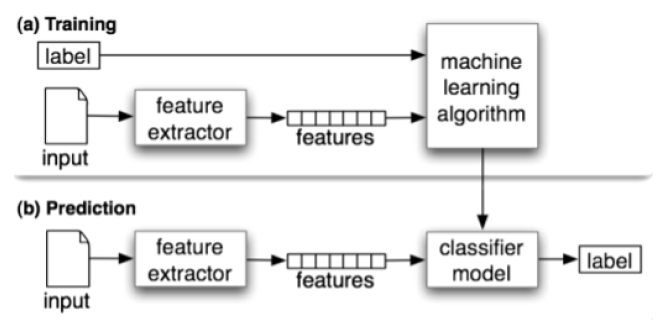 (a) Training
label
machine
learning
algorithm
feature
extractor
features
input
(b) Prediction
feature
extractor
features
classifier
model
label
input